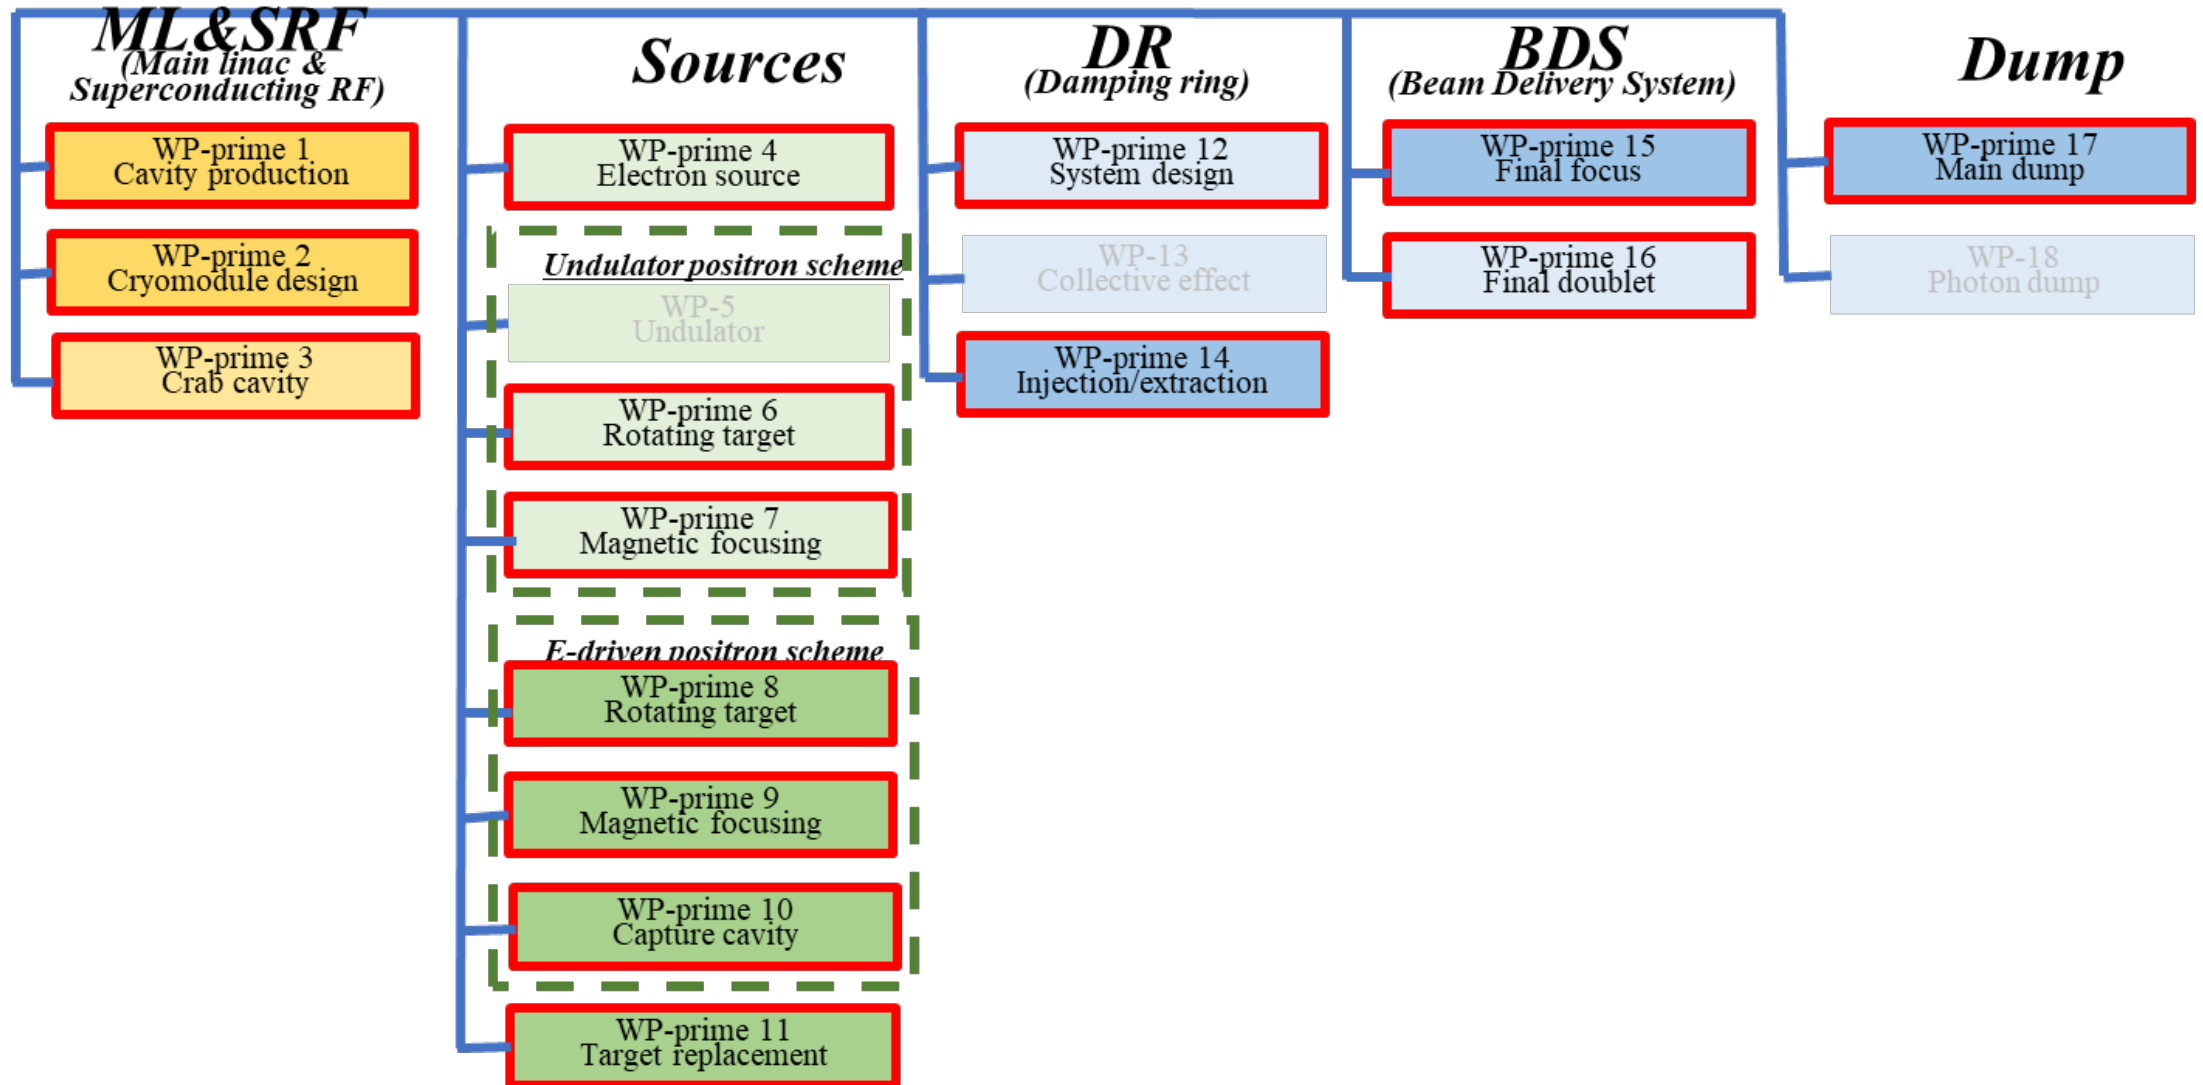 ML&SRF
(Main linac &
Superconducting RF)
WP-prime 1
Cavity production
WP-prime 2
Cryomodule design
WP-prime 3
Crab cavity
Sources
WP-prime 4
Electron source
Undulator positron scheme
WP-5
Undulator
WP-prime 6
Rotating target
WP-prime 7
Magnetic focusing
E-driven positron scheme
WP-prime 8
Rotating target
WP-prime 9
Magnetic focusing
WP-prime 10
Capture cavity
WP-prime 11
Target replacement
DR
(Damping ring)
WP-prime 12
System design
WP-13
Collective effect
WP-prime 14
Injection/extraction
BDS
(Beam Delivery System)
WP-prime 15
Final focus
WP-prime 16
Final doublet
Dump
WP-prime 17
Main dump
WP-18
Photon dump